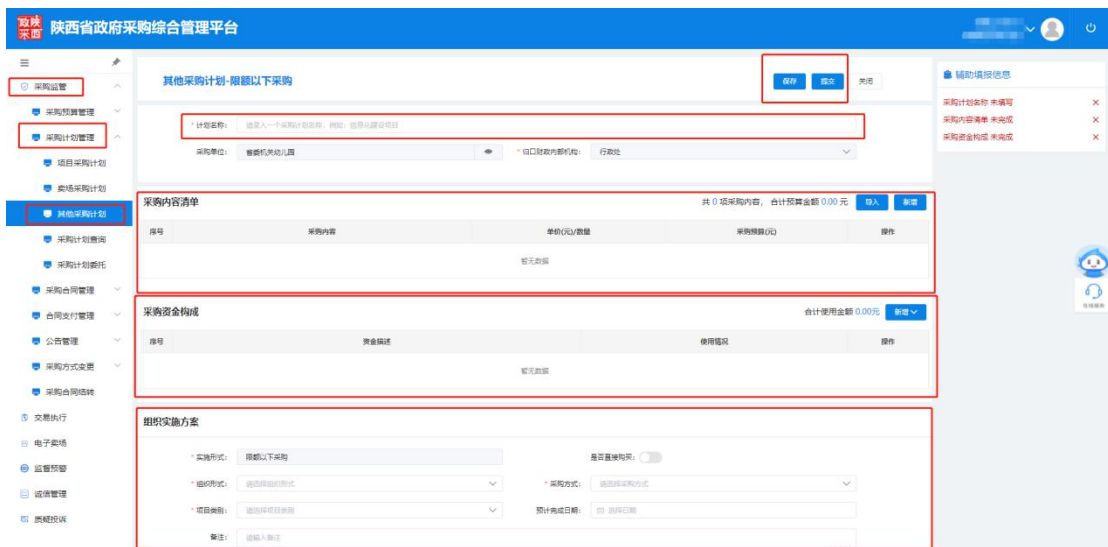 陕西省政府采购综合管理平台
采购监管
采购预算管理
采购计划管理
项目采购计划
卖场采购计划
其他采购计划
采购计划查询
采购计划委托
采购合同管理
合同支付管理
公告管理
采购方式变更
采购合同结转
交易执行
电子卖场
监督预警
诚信管理
质疑投诉
其他采购计划-限额以下采购
保存 提交 关闭
* 计划名称: 请录入一个采购计划名称, 例如: 信息化建设项目
采购单位: 省委机关幼儿园 * 归口财政内部机构: 行政处
采购内容清单 共 0 项采购内容, 合计预算金额 0.00 元 导入 新增
序号 采购内容 单价(元)/数量 采购预算(元) 操作
暂无数据
采购资金构成 合计使用金额 0.00元 新增
序号 资金描述 使用情况 操作
暂无数据
组织实施方案
* 实施形式: 限额以下采购 是否直接购买:
* 组织形式: 请选择组织形式 * 采购方式: 请选择采购方式
* 项目类别: 请选择项目类别 预计完成日期: 选择日期
备注: 请输入备注
辅助填报信息
采购计划名称 未填写
采购内容清单 未完成
采购资金构成 未完成
在线服务